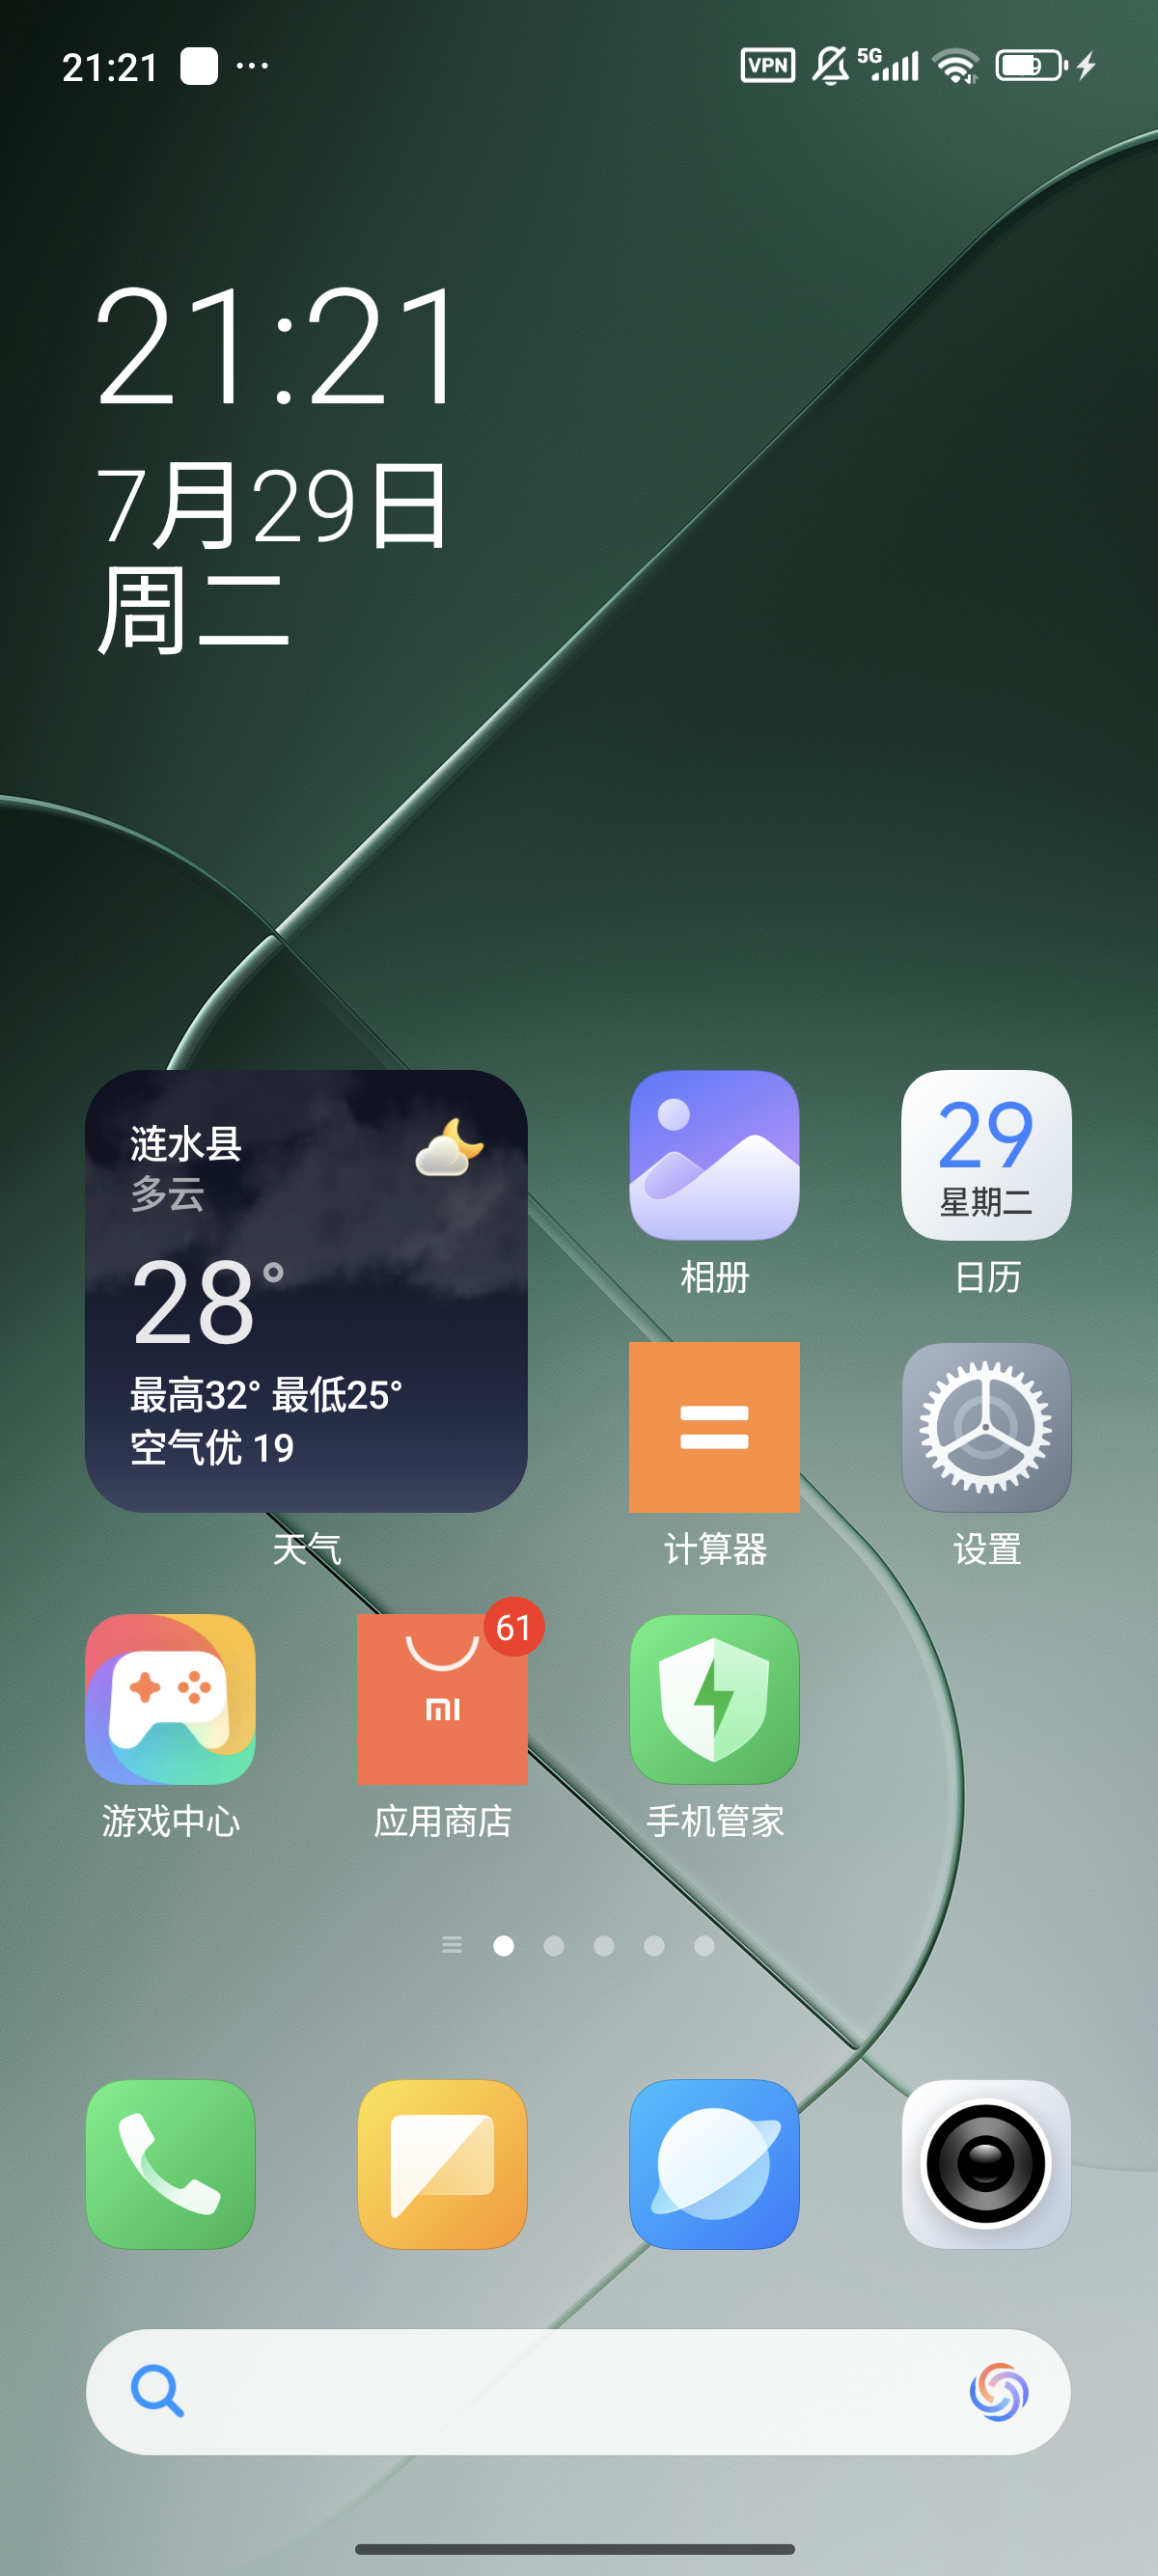 21:21
VPN
5G
21:21
7月29日
周二
涟水县
多云
28°
最高32° 最低25°
空气优 19
天气
相册
29
星期二
日历
计算器
设置
游戏中心
61
mi
应用商店
手机管家